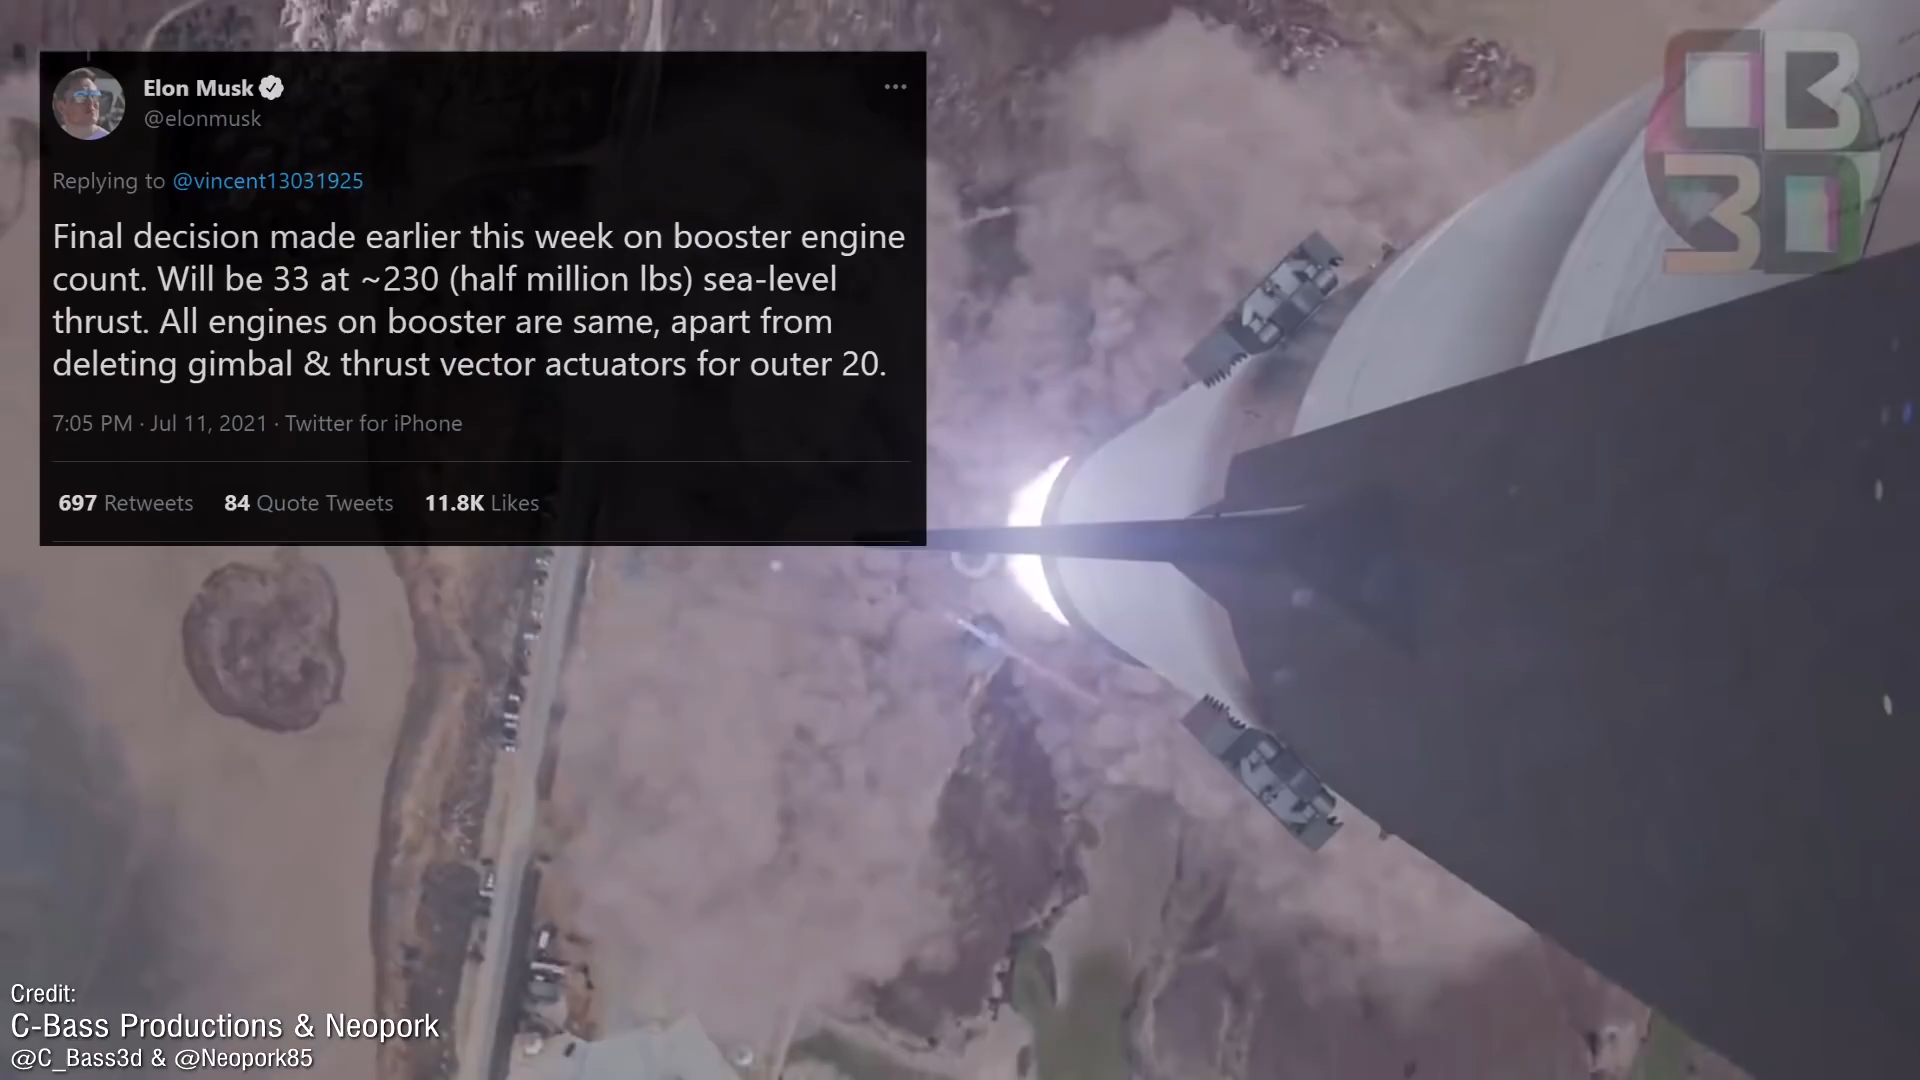 Elon Musk
@elonmusk
Replying to @vincent13031925
Final decision made earlier this week on booster engine
count. Will be 33 at ~230 (half million lbs) sea-level
thrust. All engines on booster are same, apart from
deleting gimbal & thrust vector actuators for outer 20.
7:05 PM · Jul 11, 2021 · Twitter for iPhone
697 Retweets 84 Quote Tweets 11.8K Likes
CB
3D
Credit:
C-Bass Productions & Neopork
@C_Bass3d & @Neopork85